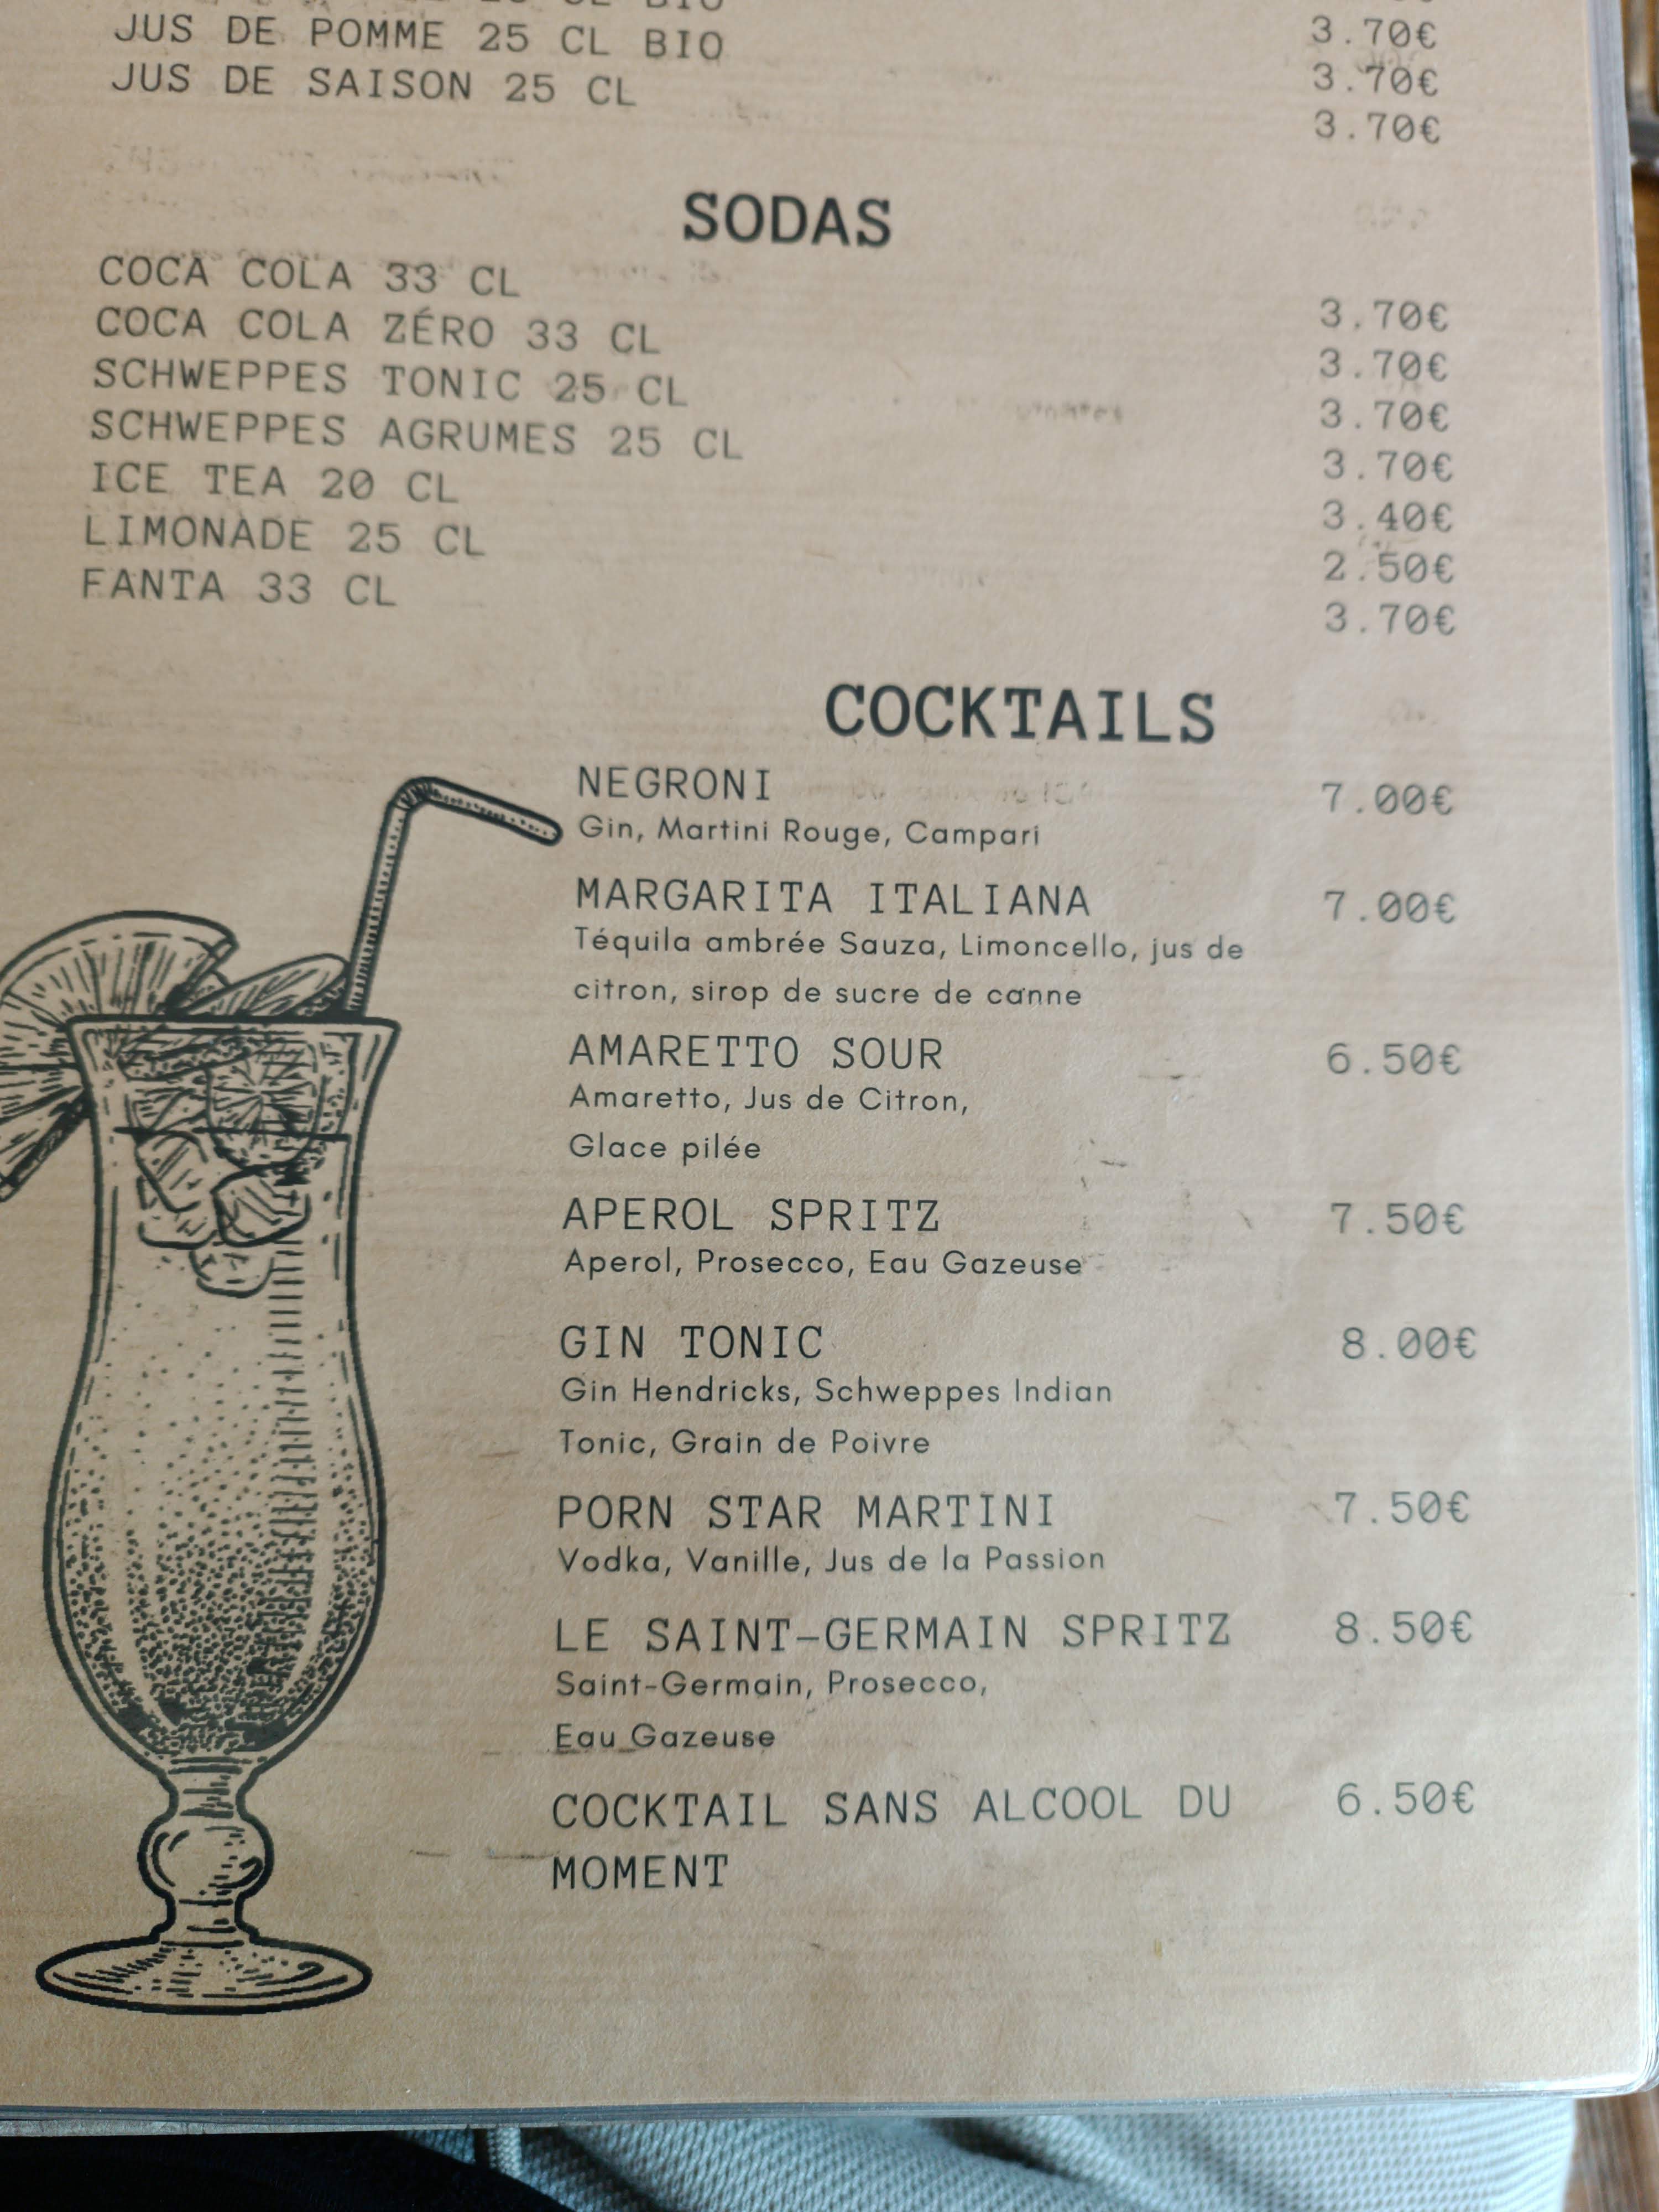 BIO
JUS DE POMME 25 CL BIO 3.70€
JUS DE SAISON 25 CL 3.70€
3.70€
SODAS
COCA COLA 33 CL 3.70€
COCA COLA ZÉRO 33 CL 3.70€
SCHWEPPES TONIC 25 CL 3.70€
SCHWEPPES AGRUMES 25 CL 3.70€
ICE TEA 20 CL 3.40€
LIMONADE 25 CL 2.50€
FANTA 33 CL 3.70€
COCKTAILS
NEGRONI 7.00€
Gin, Martini Rouge, Campari
MARGARITA ITALIANA 7.00€
Téquila ambrée Sauza, Limoncello, jus de
citron, sirop de sucre de canne
AMARETTO SOUR 6.50€
Amaretto, Jus de Citron,
Glace pilée
APEROL SPRITZ 7.50€
Aperol, Prosecco, Eau Gazeuse
GIN TONIC 8.00€
Gin Hendricks, Schweppes Indian
Tonic, Grain de Poivre
PORN STAR MARTINI 7.50€
Vodka, Vanille, Jus de la Passion
LE SAINT-GERMAIN SPRITZ 8.50€
Saint-Germain, Prosecco,
Eau Gazeuse
COCKTAIL SANS ALCOOL DU 6.50€
MOMENT